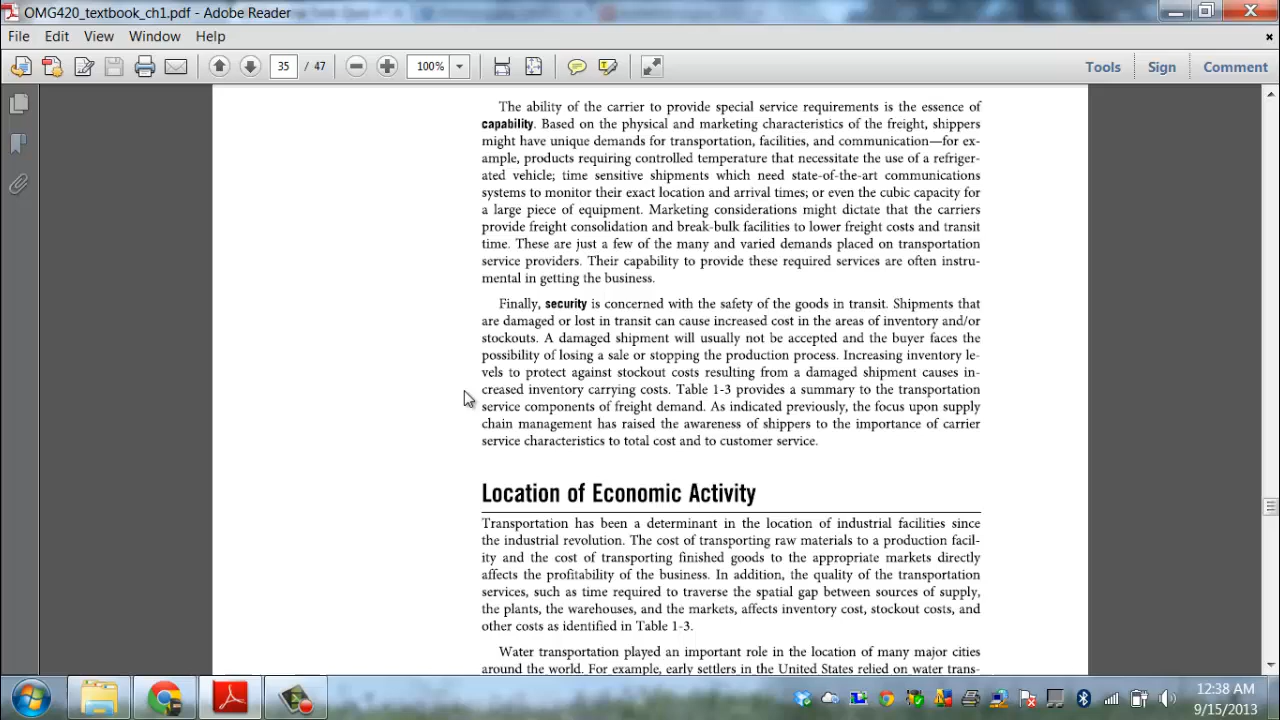 OMG420_textbook_ch1.pdf - Adobe Reader
File Edit View Window Help
35 / 47 100% Tools Sign Comment
The ability of the carrier to provide special service requirements is the essence of
capability. Based on the physical and marketing characteristics of the freight, shippers
might have unique demands for transportation, facilities, and communication—for ex-
ample, products requiring controlled temperature that necessitate the use of a refriger-
ated vehicle; time sensitive shipments which need state-of-the-art communications
systems to monitor their exact location and arrival times; or even the cubic capacity for
a large piece of equipment. Marketing considerations might dictate that the carriers
provide freight consolidation and break-bulk facilities to lower freight costs and transit
time. These are just a few of the many and varied demands placed on transportation
service providers. Their capability to provide these required services are often instru-
mental in getting the business.
Finally, security is concerned with the safety of the goods in transit. Shipments that
are damaged or lost in transit can cause increased cost in the areas of inventory and/or
stockouts. A damaged shipment will usually not be accepted and the buyer faces the
possibility of losing a sale or stopping the production process. Increasing inventory le-
vels to protect against stockout costs resulting from a damaged shipment causes in-
creased inventory carrying costs. Table 1-3 provides a summary to the transportation
service components of freight demand. As indicated previously, the focus upon supply
chain management has raised the awareness of shippers to the importance of carrier
service characteristics to total cost and to customer service.
Location of Economic Activity
Transportation has been a determinant in the location of industrial facilities since
the industrial revolution. The cost of transporting raw materials to a production facil-
ity and the cost of transporting finished goods to the appropriate markets directly
affects the profitability of the business. In addition, the quality of the transportation
services, such as time required to traverse the spatial gap between sources of supply,
the plants, the warehouses, and the markets, affects inventory cost, stockout costs, and
other costs as identified in Table 1-3.
Water transportation played an important role in the location of many major cities
around the world. For example, early settlers in the United States relied on water trans-
12:38 AM
9/15/2013